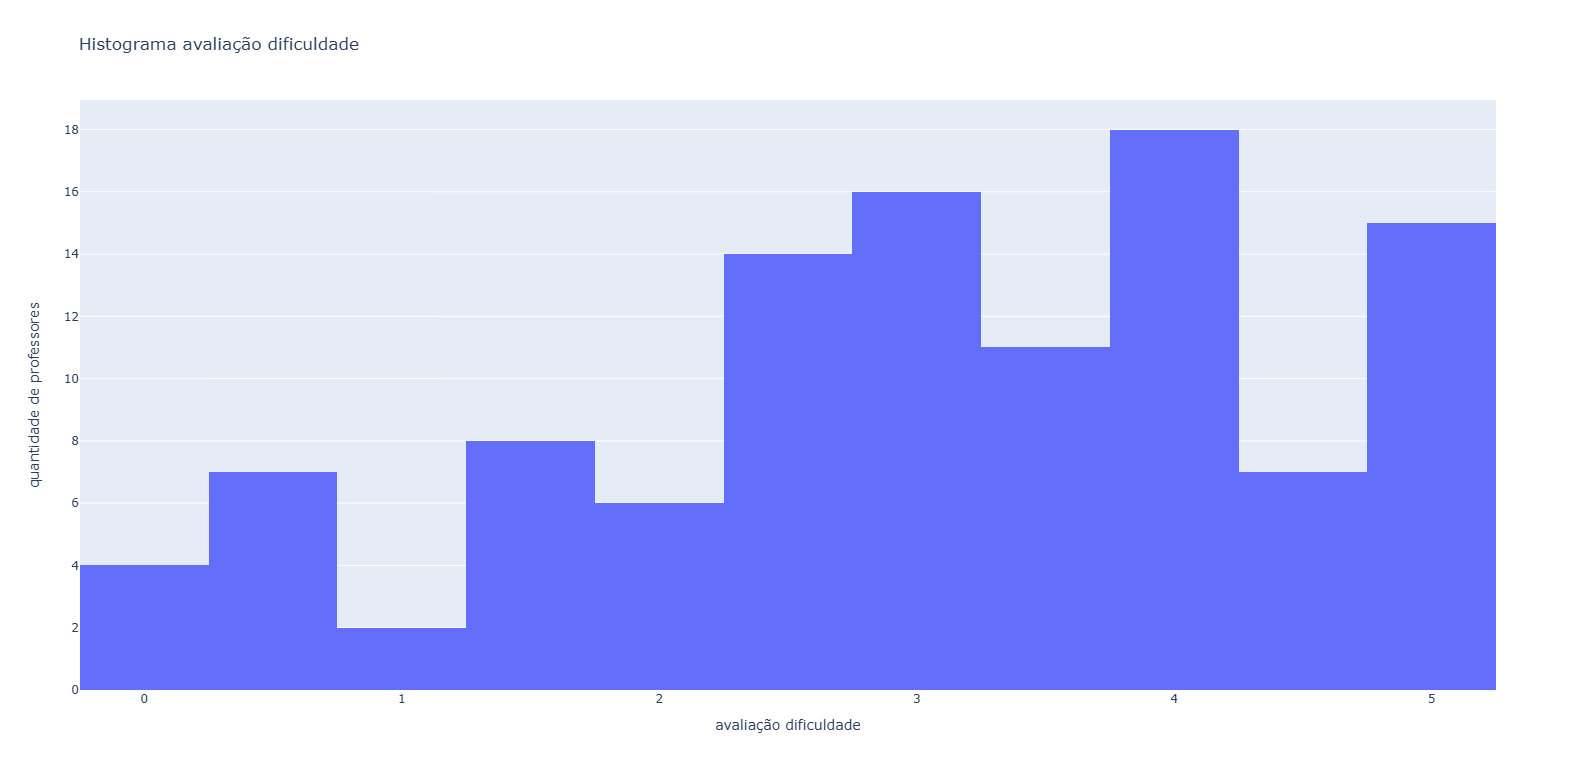 Histograma avaliação dificuldade
18
16
14
12
10
8
6
4
2
0
quantidade de professores
0 1 2 3 4 5
avaliação dificuldade